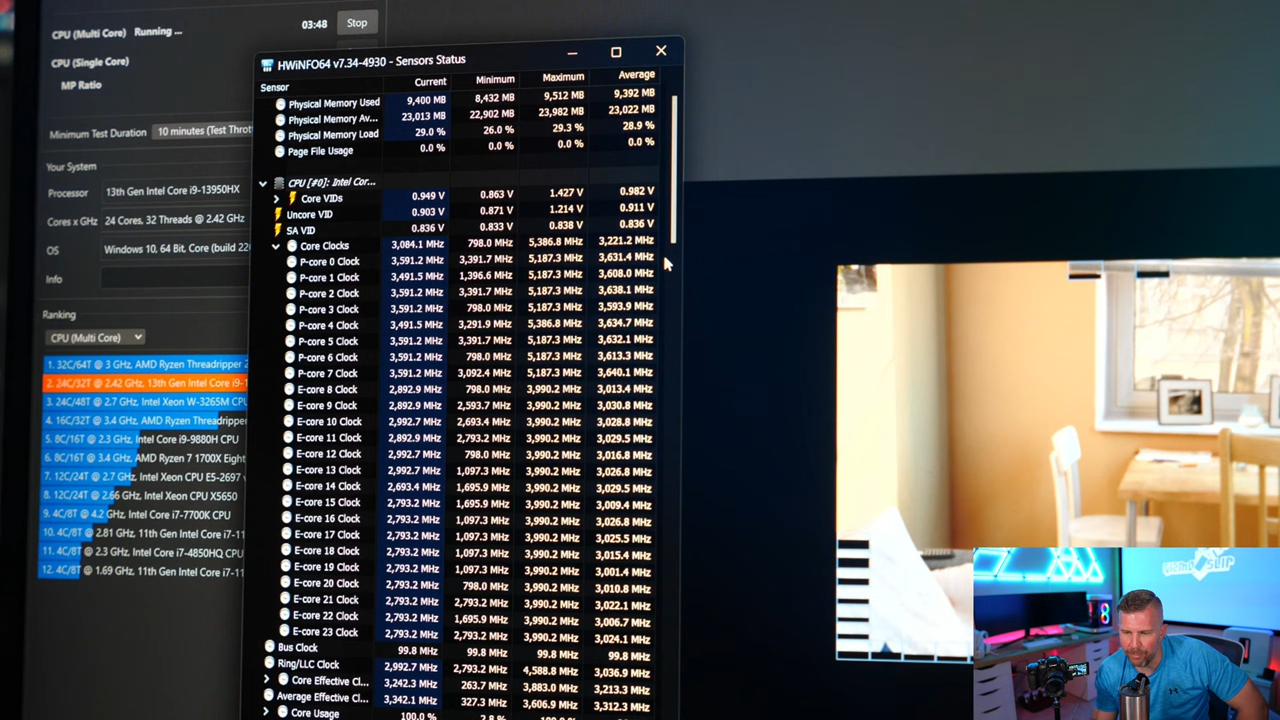 CPU (Multi Core) Running ... 03:48 Stop
CPU (Single Core)
MP Ratio
Minimum Test Duration 10 minutes (Test Thrott
Your System
Processor 13th Gen Intel Core i9-13950HX
Cores x GHz 24 Cores, 32 Threads @ 2.42 GHz
OS Windows 10, 64 Bit, Core (build 22
Info
Ranking
CPU (Multi Core)
1. 32C/64T @ 3 GHz, AMD Ryzen Threadripper 2
2. 24C/32T @ 2.42 GHz, 13th Gen Intel Core i9-1
3. 24C/48T @ 2.7 GHz, Intel Xeon W-3265M CPU
4. 16C/32T @ 3.4 GHz, AMD Ryzen Threadripper
5. 8C/16T @ 2.3 GHz, Intel Core i9-9880H CPU
6. 8C/16T @ 3.4 GHz, AMD Ryzen 7 1700X Eight
7. 12C/24T @ 2.7 GHz, Intel Xeon CPU E5-2697 v
8. 12C/24T @ 2.66 GHz, Intel Xeon CPU X5650
9. 4C/8T @ 4.2 GHz, Intel Core i7-7700K CPU
10. 4C/8T @ 2.81 GHz, 11th Gen Intel Core i7-11
11. 4C/8T @ 2.3 GHz, Intel Core i7-4850HQ CPU
12. 4C/8T @ 1.69 GHz, 11th Gen Intel Core i7-11
HWiNFO64 v7.34-4930 - Sensors Status
Sensor Current Minimum Maximum Average
Physical Memory Used 9,400 MB 8,432 MB 9,512 MB 9,392 MB
Physical Memory Av... 23,013 MB 22,902 MB 23,982 MB 23,022 MB
Physical Memory Load 29.0 % 26.0 % 29.3 % 28.9 %
Page File Usage 0.0 % 0.0 % 0.0 % 0.0 %
CPU [#0]: Intel Cor...
Core VIDs 0.949 V 0.863 V 1.427 V 0.982 V
Uncore VID 0.903 V 0.871 V 1.214 V 0.911 V
SA VID 0.836 V 0.833 V 0.838 V 0.836 V
Core Clocks 3,084.1 MHz 798.0 MHz 5,386.8 MHz 3,221.2 MHz
P-core 0 Clock 3,591.2 MHz 3,391.7 MHz 5,187.3 MHz 3,631.4 MHz
P-core 1 Clock 3,491.5 MHz 1,396.6 MHz 5,187.3 MHz 3,608.0 MHz
P-core 2 Clock 3,591.2 MHz 3,391.7 MHz 5,187.3 MHz 3,638.1 MHz
P-core 3 Clock 3,591.2 MHz 798.0 MHz 5,187.3 MHz 3,593.9 MHz
P-core 4 Clock 3,491.5 MHz 3,291.9 MHz 5,386.8 MHz 3,634.7 MHz
P-core 5 Clock 3,591.2 MHz 3,391.7 MHz 5,187.3 MHz 3,632.1 MHz
P-core 6 Clock 3,591.2 MHz 798.0 MHz 5,187.3 MHz 3,613.3 MHz
P-core 7 Clock 3,591.2 MHz 3,092.4 MHz 5,187.3 MHz 3,640.1 MHz
E-core 8 Clock 2,892.9 MHz 798.0 MHz 3,990.2 MHz 3,013.4 MHz
E-core 9 Clock 2,892.9 MHz 2,593.7 MHz 3,990.2 MHz 3,030.8 MHz
E-core 10 Clock 2,992.7 MHz 2,693.4 MHz 3,990.2 MHz 3,028.8 MHz
E-core 11 Clock 2,892.9 MHz 2,793.2 MHz 3,990.2 MHz 3,029.5 MHz
E-core 12 Clock 2,992.7 MHz 798.0 MHz 3,990.2 MHz 3,016.8 MHz
E-core 13 Clock 2,992.7 MHz 1,097.3 MHz 3,990.2 MHz 3,026.8 MHz
E-core 14 Clock 2,693.4 MHz 1,695.9 MHz 3,990.2 MHz 3,029.5 MHz
E-core 15 Clock 2,793.2 MHz 1,695.9 MHz 3,990.2 MHz 3,009.4 MHz
E-core 16 Clock 2,793.2 MHz 1,097.3 MHz 3,990.2 MHz 3,026.8 MHz
E-core 17 Clock 2,793.2 MHz 1,097.3 MHz 3,990.2 MHz 3,025.5 MHz
E-core 18 Clock 2,793.2 MHz 1,097.3 MHz 3,990.2 MHz 3,015.4 MHz
E-core 19 Clock 2,793.2 MHz 1,097.3 MHz 3,990.2 MHz 3,001.4 MHz
E-core 20 Clock 2,793.2 MHz 798.0 MHz 3,990.2 MHz 3,010.8 MHz
E-core 21 Clock 2,793.2 MHz 2,793.2 MHz 3,990.2 MHz 3,022.1 MHz
E-core 22 Clock 2,793.2 MHz 1,695.9 MHz 3,990.2 MHz 3,006.7 MHz
E-core 23 Clock 2,793.2 MHz 2,793.2 MHz 3,990.2 MHz 3,024.1 MHz
Bus Clock 99.8 MHz 99.8 MHz 99.8 MHz 99.8 MHz
Ring/LLC Clock 2,992.7 MHz 2,793.2 MHz 4,588.8 MHz 3,036.9 MHz
Core Effective Cl... 3,242.3 MHz 263.7 MHz 3,883.0 MHz 3,213.3 MHz
Average Effective Cl... 3,342.1 MHz 327.3 MHz 3,606.9 MHz 3,312.3 MHz
Core Usage 100.0 % 2.8 %